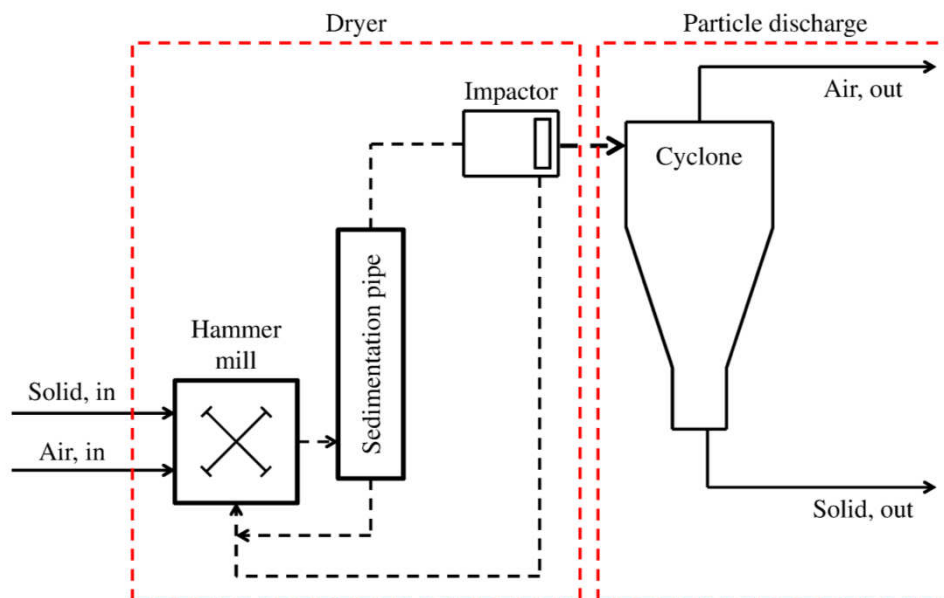 Dryer
Particle discharge
Impactor
Air, out
Cyclone
Sedimentation pipe
Hammer
mill
Solid, in
Air, in
Solid, out